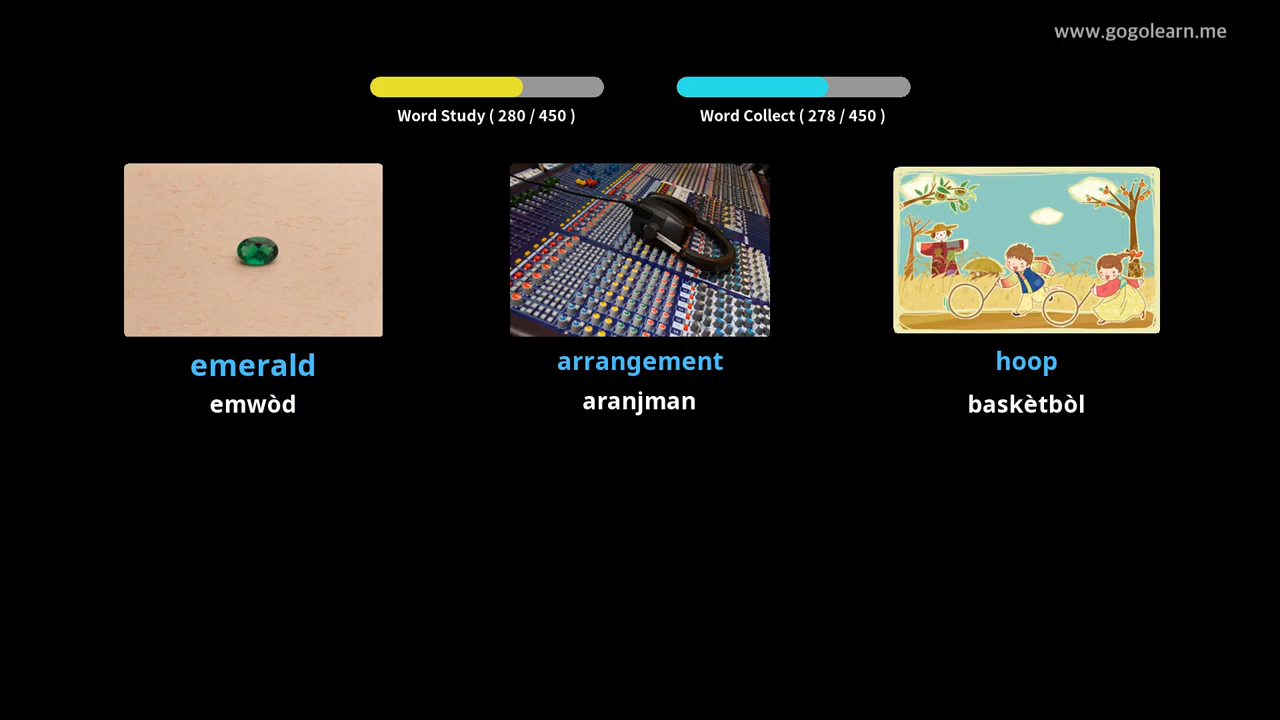 www.gogolearn.me
Word Study ( 280 / 450 )
Word Collect ( 278 / 450 )
emerald
emwòd
arrangement
aranjman
hoop
baskètbòl